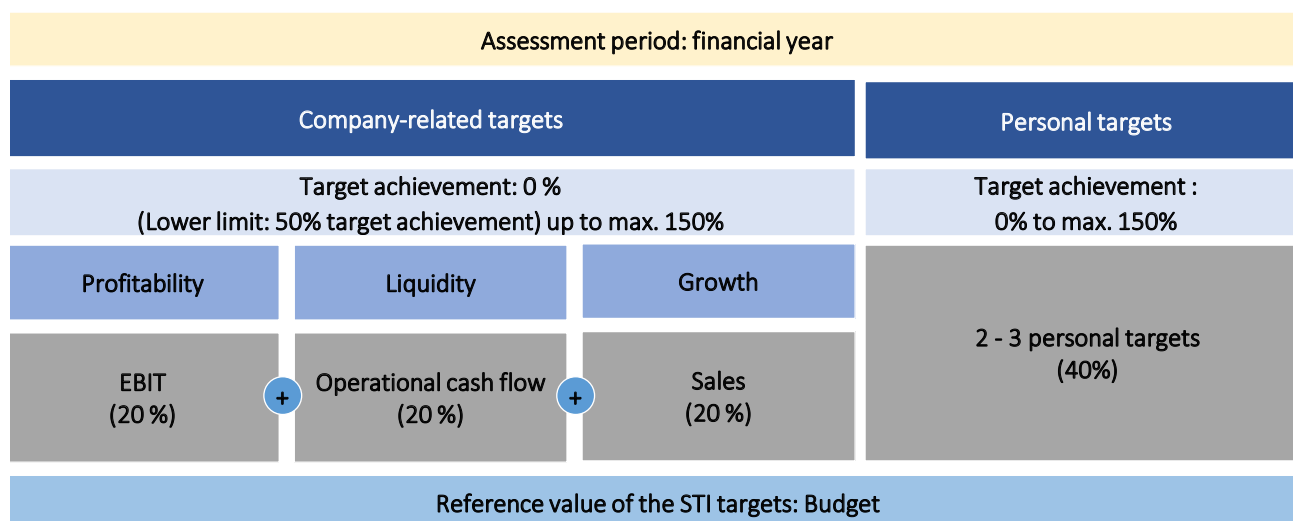 Assessment period: financial year
Company-related targets
Personal targets
Target achievement: 0 %
(Lower limit: 50% target achievement) up to max. 150%
Target achievement :
0% to max. 150%
Profitability
Liquidity
Growth
2 - 3 personal targets
(40%)
EBIT
(20 %)
+
Operational cash flow
(20 %)
+
Sales
(20 %)
Reference value of the STI targets: Budget